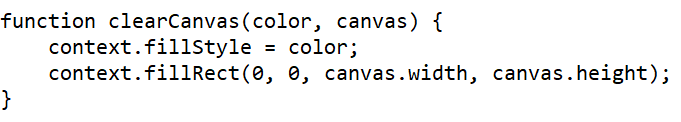 function clearCanvas(color, canvas) {
    context.fillStyle = color;
    context.fillRect(0, 0, canvas.width, canvas.height);
}